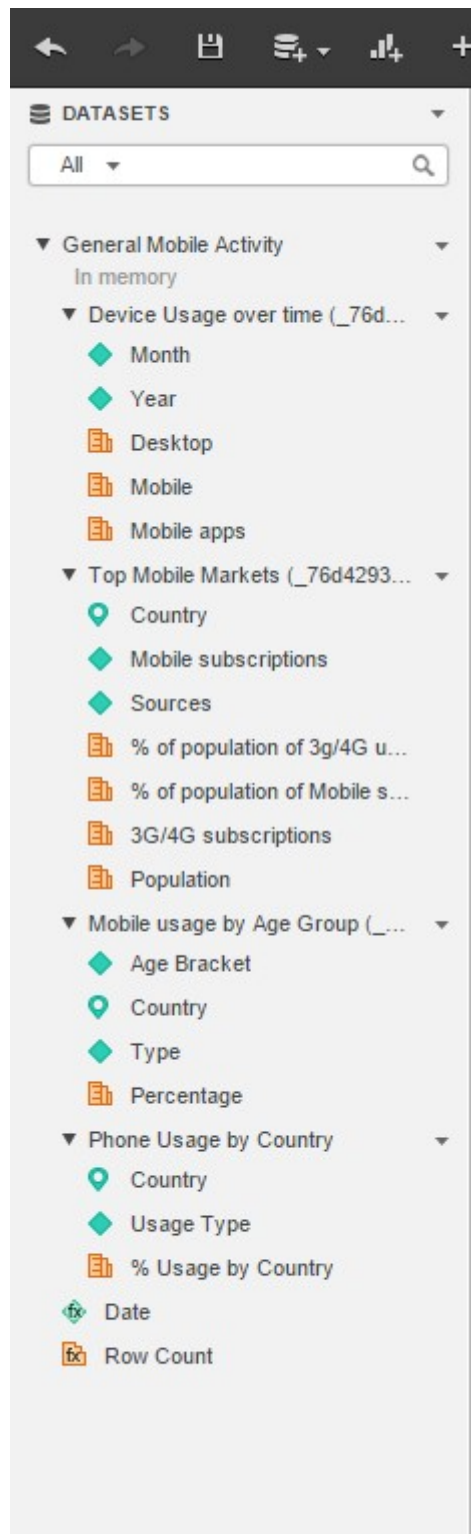 DATASETS
All
General Mobile Activity
In memory
Device Usage over time (_76d...
Month
Year
Desktop
Mobile
Mobile apps
Top Mobile Markets (_76d4293...
Country
Mobile subscriptions
Sources
% of population of 3g/4G u...
% of population of Mobile s...
3G/4G subscriptions
Population
Mobile usage by Age Group (_...
Age Bracket
Country
Type
Percentage
Phone Usage by Country
Country
Usage Type
% Usage by Country
fx Date
fx Row Count